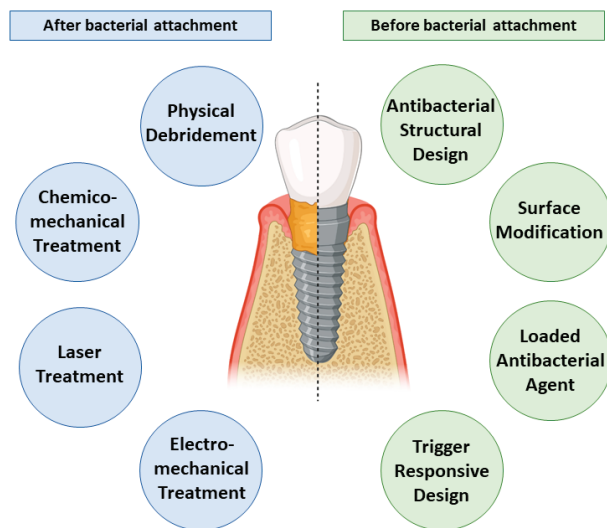 After bacterial attachment
Before bacterial attachment
Physical
Debridement
Antibacterial
Structural
Design
Chemico-
mechanical
Treatment
Surface
Modification
Laser
Treatment
Loaded
Antibacterial
Agent
Electro-
mechanical
Treatment
Trigger
Responsive
Design